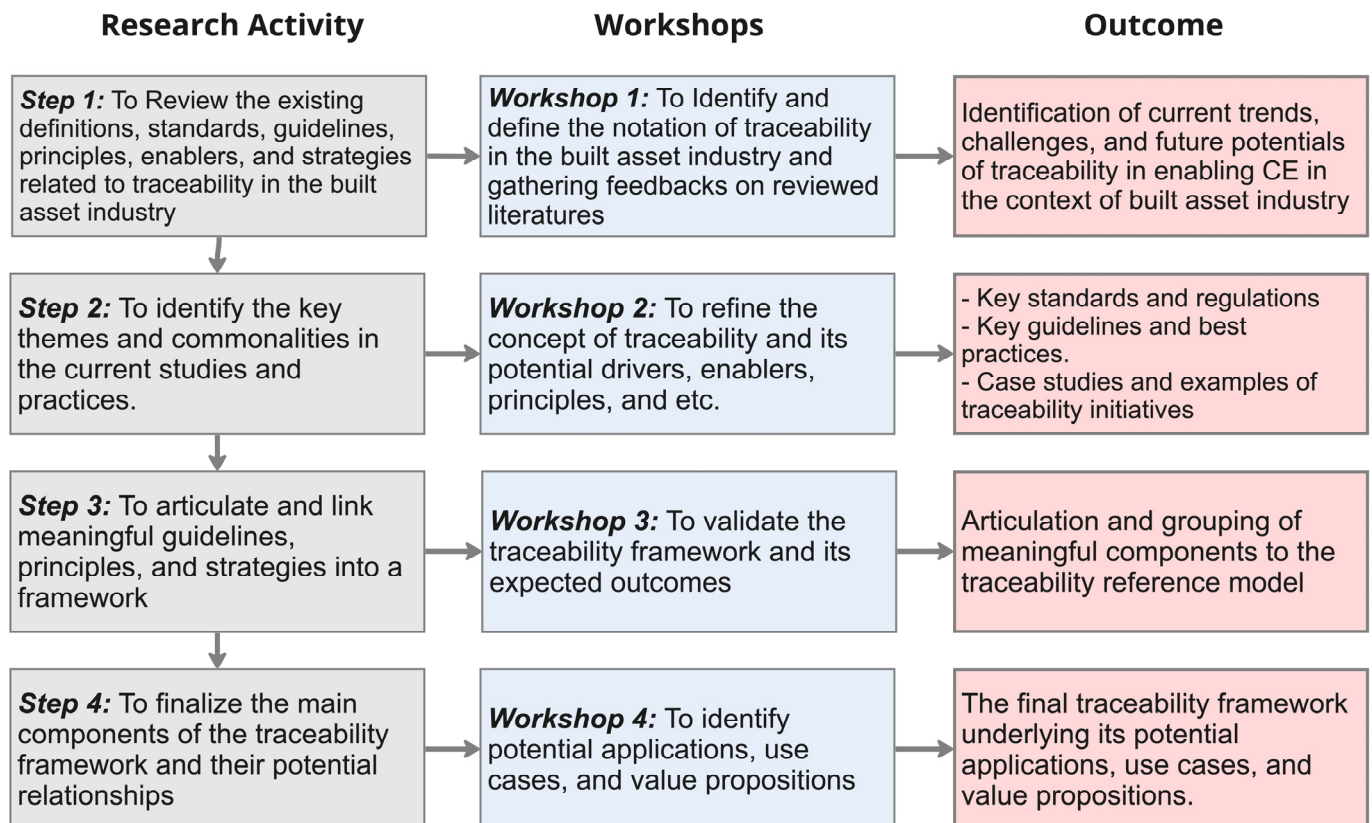 Research Activity
Workshops
Outcome
Step 1: To Review the existing
definitions, standards, guidelines,
principles, enablers, and strategies
related to traceability in the built
asset industry
Workshop 1: To Identify and
define the notation of traceability
in the built asset industry and
gathering feedbacks on reviewed
literatures
Identification of current trends,
challenges, and future potentials
of traceability in enabling CE in
the context of built asset industry
Step 2: To identify the key
themes and commonalities in
the current studies and
practices.
Workshop 2: To refine the
concept of traceability and its
potential drivers, enablers,
principles, and etc.
- Key standards and regulations
- Key guidelines and best
practices.
- Case studies and examples of
traceability initiatives
Step 3: To articulate and link
meaningful guidelines,
principles, and strategies into a
framework
Workshop 3: To validate the
traceability framework and its
expected outcomes
Articulation and grouping of
meaningful components to the
traceability reference model
Step 4: To finalize the main
components of the traceability
framework and their potential
relationships
Workshop 4: To identify
potential applications, use
cases, and value propositions
The final traceability framework
underlying its potential
applications, use cases, and
value propositions.